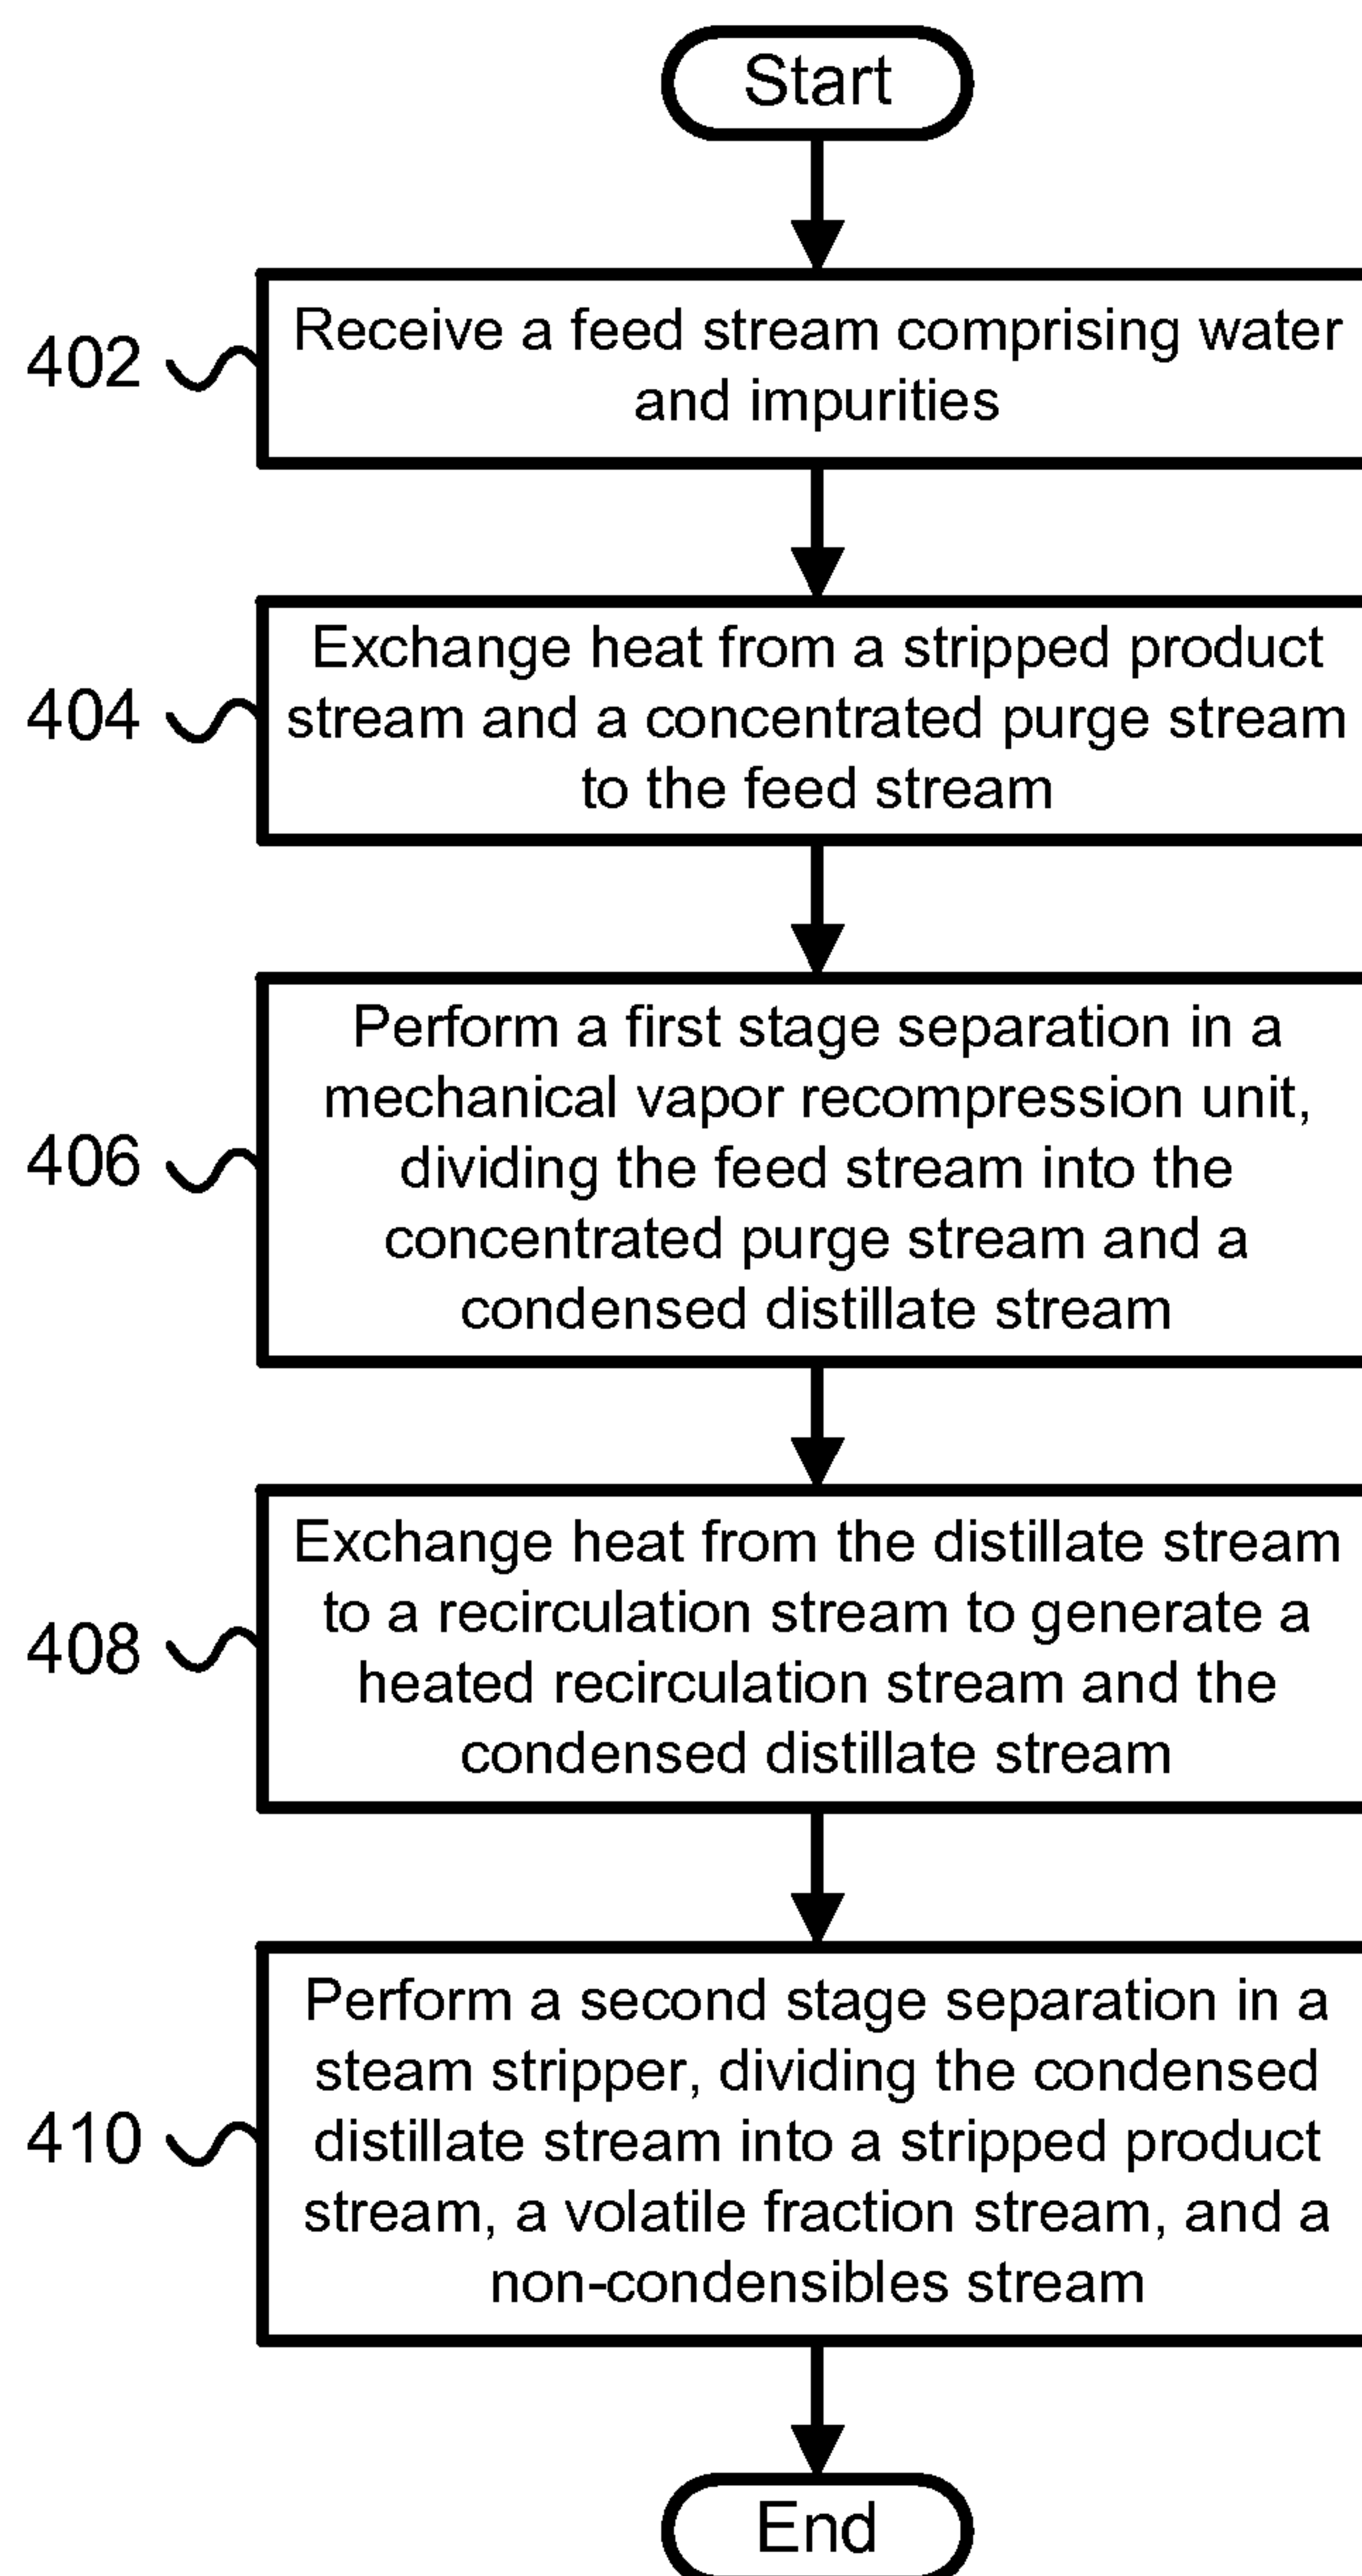 Start
402
Receive a feed stream comprising water
and impurities
404
Exchange heat from a stripped product
stream and a concentrated purge stream
to the feed stream
406
Perform a first stage separation in a
mechanical vapor recompression unit,
dividing the feed stream into the
concentrated purge stream and a
condensed distillate stream
408
Exchange heat from the distillate stream
to a recirculation stream to generate a
heated recirculation stream and the
condensed distillate stream
410
Perform a second stage separation in a
steam stripper, dividing the condensed
distillate stream into a stripped product
stream, a volatile fraction stream, and a
non-condensibles stream
End